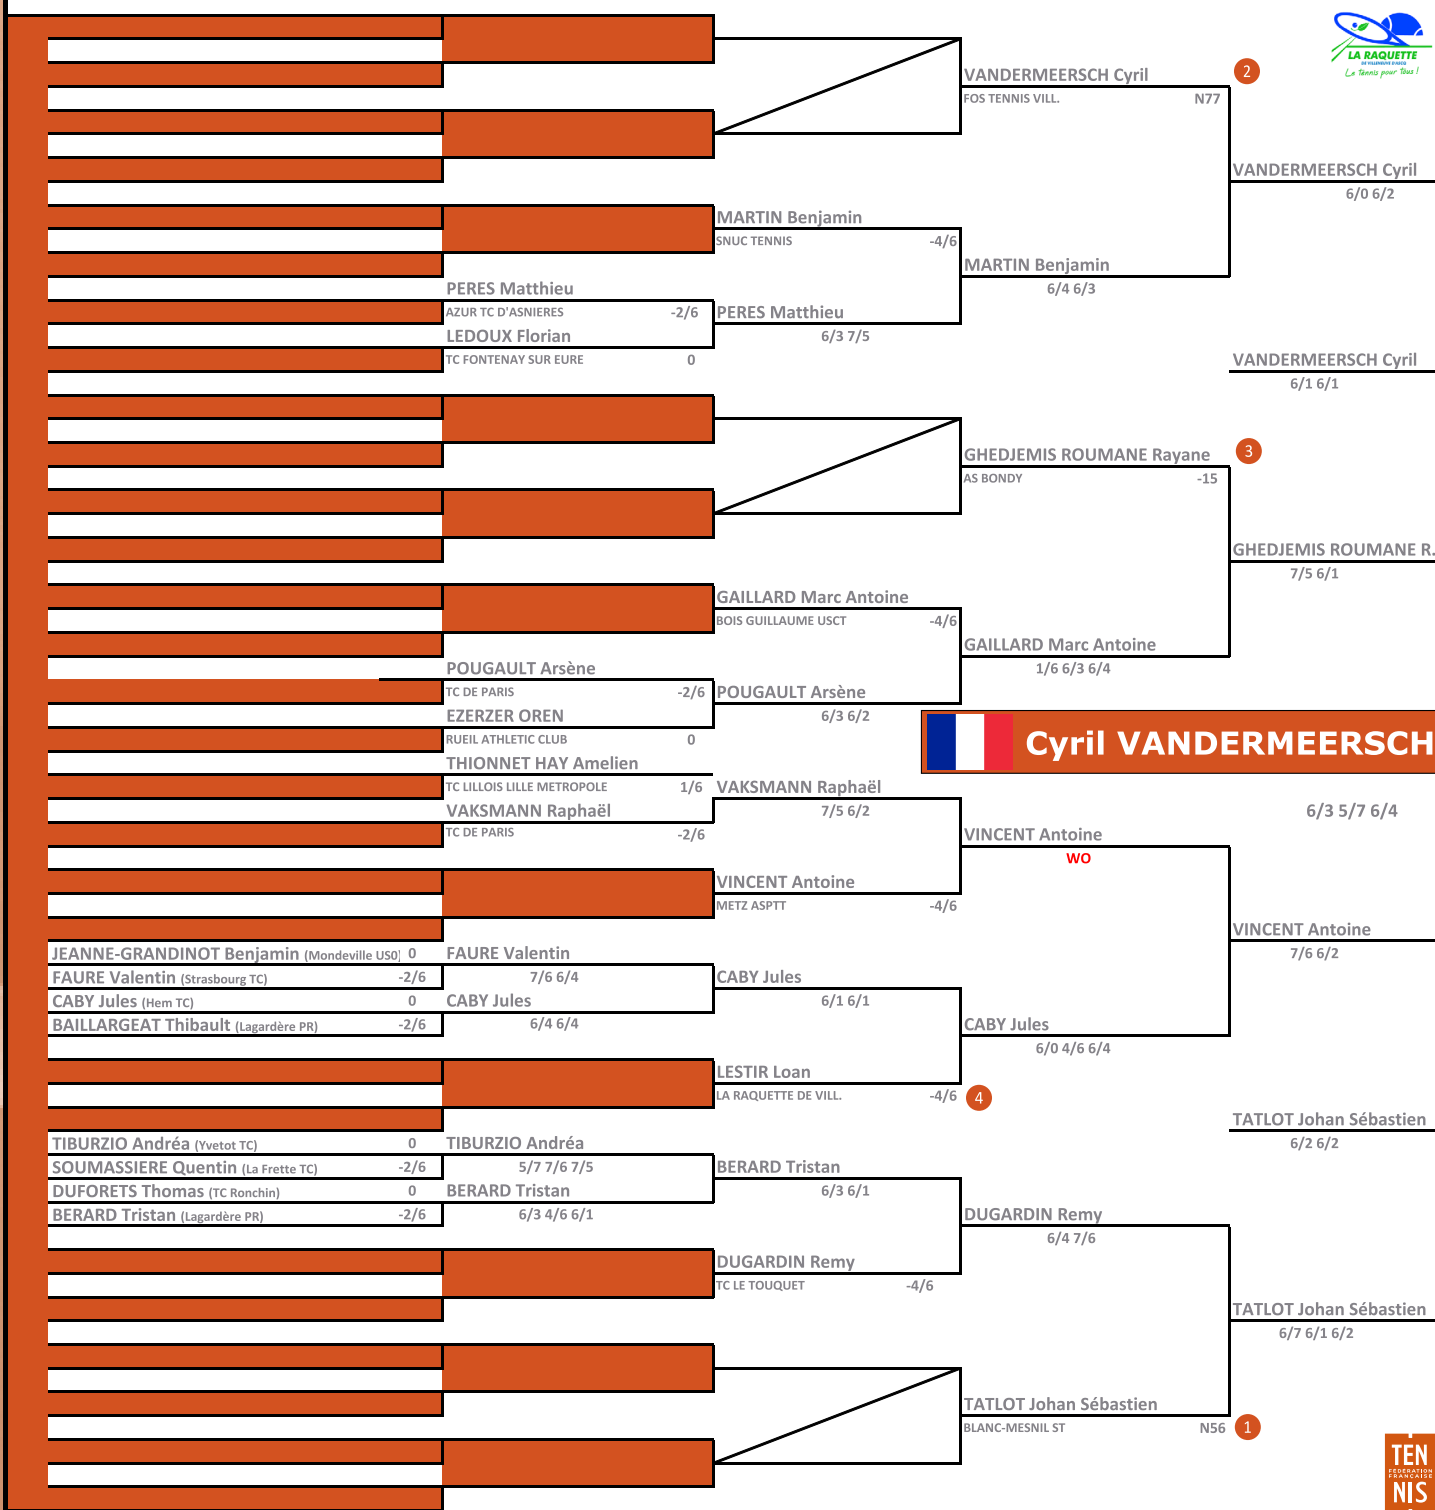 LA RAQUETTE
DE VILLENEUVE D'ASCQ
Le Tennis pour tous !
VANDERMEERSCH Cyril 2
FOS TENNIS VILL. N77
VANDERMEERSCH Cyril
6/0 6/2
MARTIN Benjamin
SNUC TENNIS -4/6
MARTIN Benjamin
6/4 6/3
PERES Matthieu
AZUR TC D'ASNIERES -2/6
PERES Matthieu
6/3 7/5
LEDOUX Florian
TC FONTENAY SUR EURE 0
VANDERMEERSCH Cyril
6/1 6/1
GHEDJEMIS ROUMANE Rayane 3
AS BONDY -15
GHEDJEMIS ROUMANE R.
7/5 6/1
GAILLARD Marc Antoine
BOIS GUILLAUME USCT -4/6
GAILLARD Marc Antoine
1/6 6/3 6/4
POUGAULT Arsène
TC DE PARIS -2/6
POUGAULT Arsène
6/3 6/2
EZERZER OREN
RUEIL ATHLETIC CLUB 0
Cyril VANDERMEERSCH
THIONNET HAY Amelien
TC LILLOIS LILLE METROPOLE 1/6
VAKSMANN Raphaël
7/5 6/2
6/3 5/7 6/4
VAKSMANN Raphaël
TC DE PARIS -2/6
VINCENT Antoine
WO
VINCENT Antoine
METZ ASPTT -4/6
VINCENT Antoine
7/6 6/2
JEANNE-GRANDINOT Benjamin (Mondeville US0) 0
FAURE Valentin
FAURE Valentin (Strasbourg TC) -2/6
7/6 6/4
CABY Jules
6/1 6/1
CABY Jules (Hem TC) 0
CABY Jules
BAILLARGEAT Thibault (Lagardère PR) -2/6
6/4 6/4
CABY Jules
6/0 4/6 6/4
LESTIR Loan
LA RAQUETTE DE VILL. -4/6 4
TATLOT Johan Sébastien
6/2 6/2
TIBURZIO Andréa (Yvetot TC) 0
TIBURZIO Andréa
SOUMASSIERE Quentin (La Frette TC) -2/6
5/7 7/6 7/5
BERARD Tristan
6/3 6/1
DUFORETS Thomas (TC Ronchin) 0
BERARD Tristan
BERARD Tristan (Lagardère PR) -2/6
6/3 4/6 6/1
DUGARDIN Remy
6/4 7/6
DUGARDIN Remy
TC LE TOUQUET -4/6
TATLOT Johan Sébastien
6/7 6/1 6/2
TATLOT Johan Sébastien
BLANC-MESNIL ST N56 1
TEN
FÉDÉRATION
FRANÇAISE
NIS